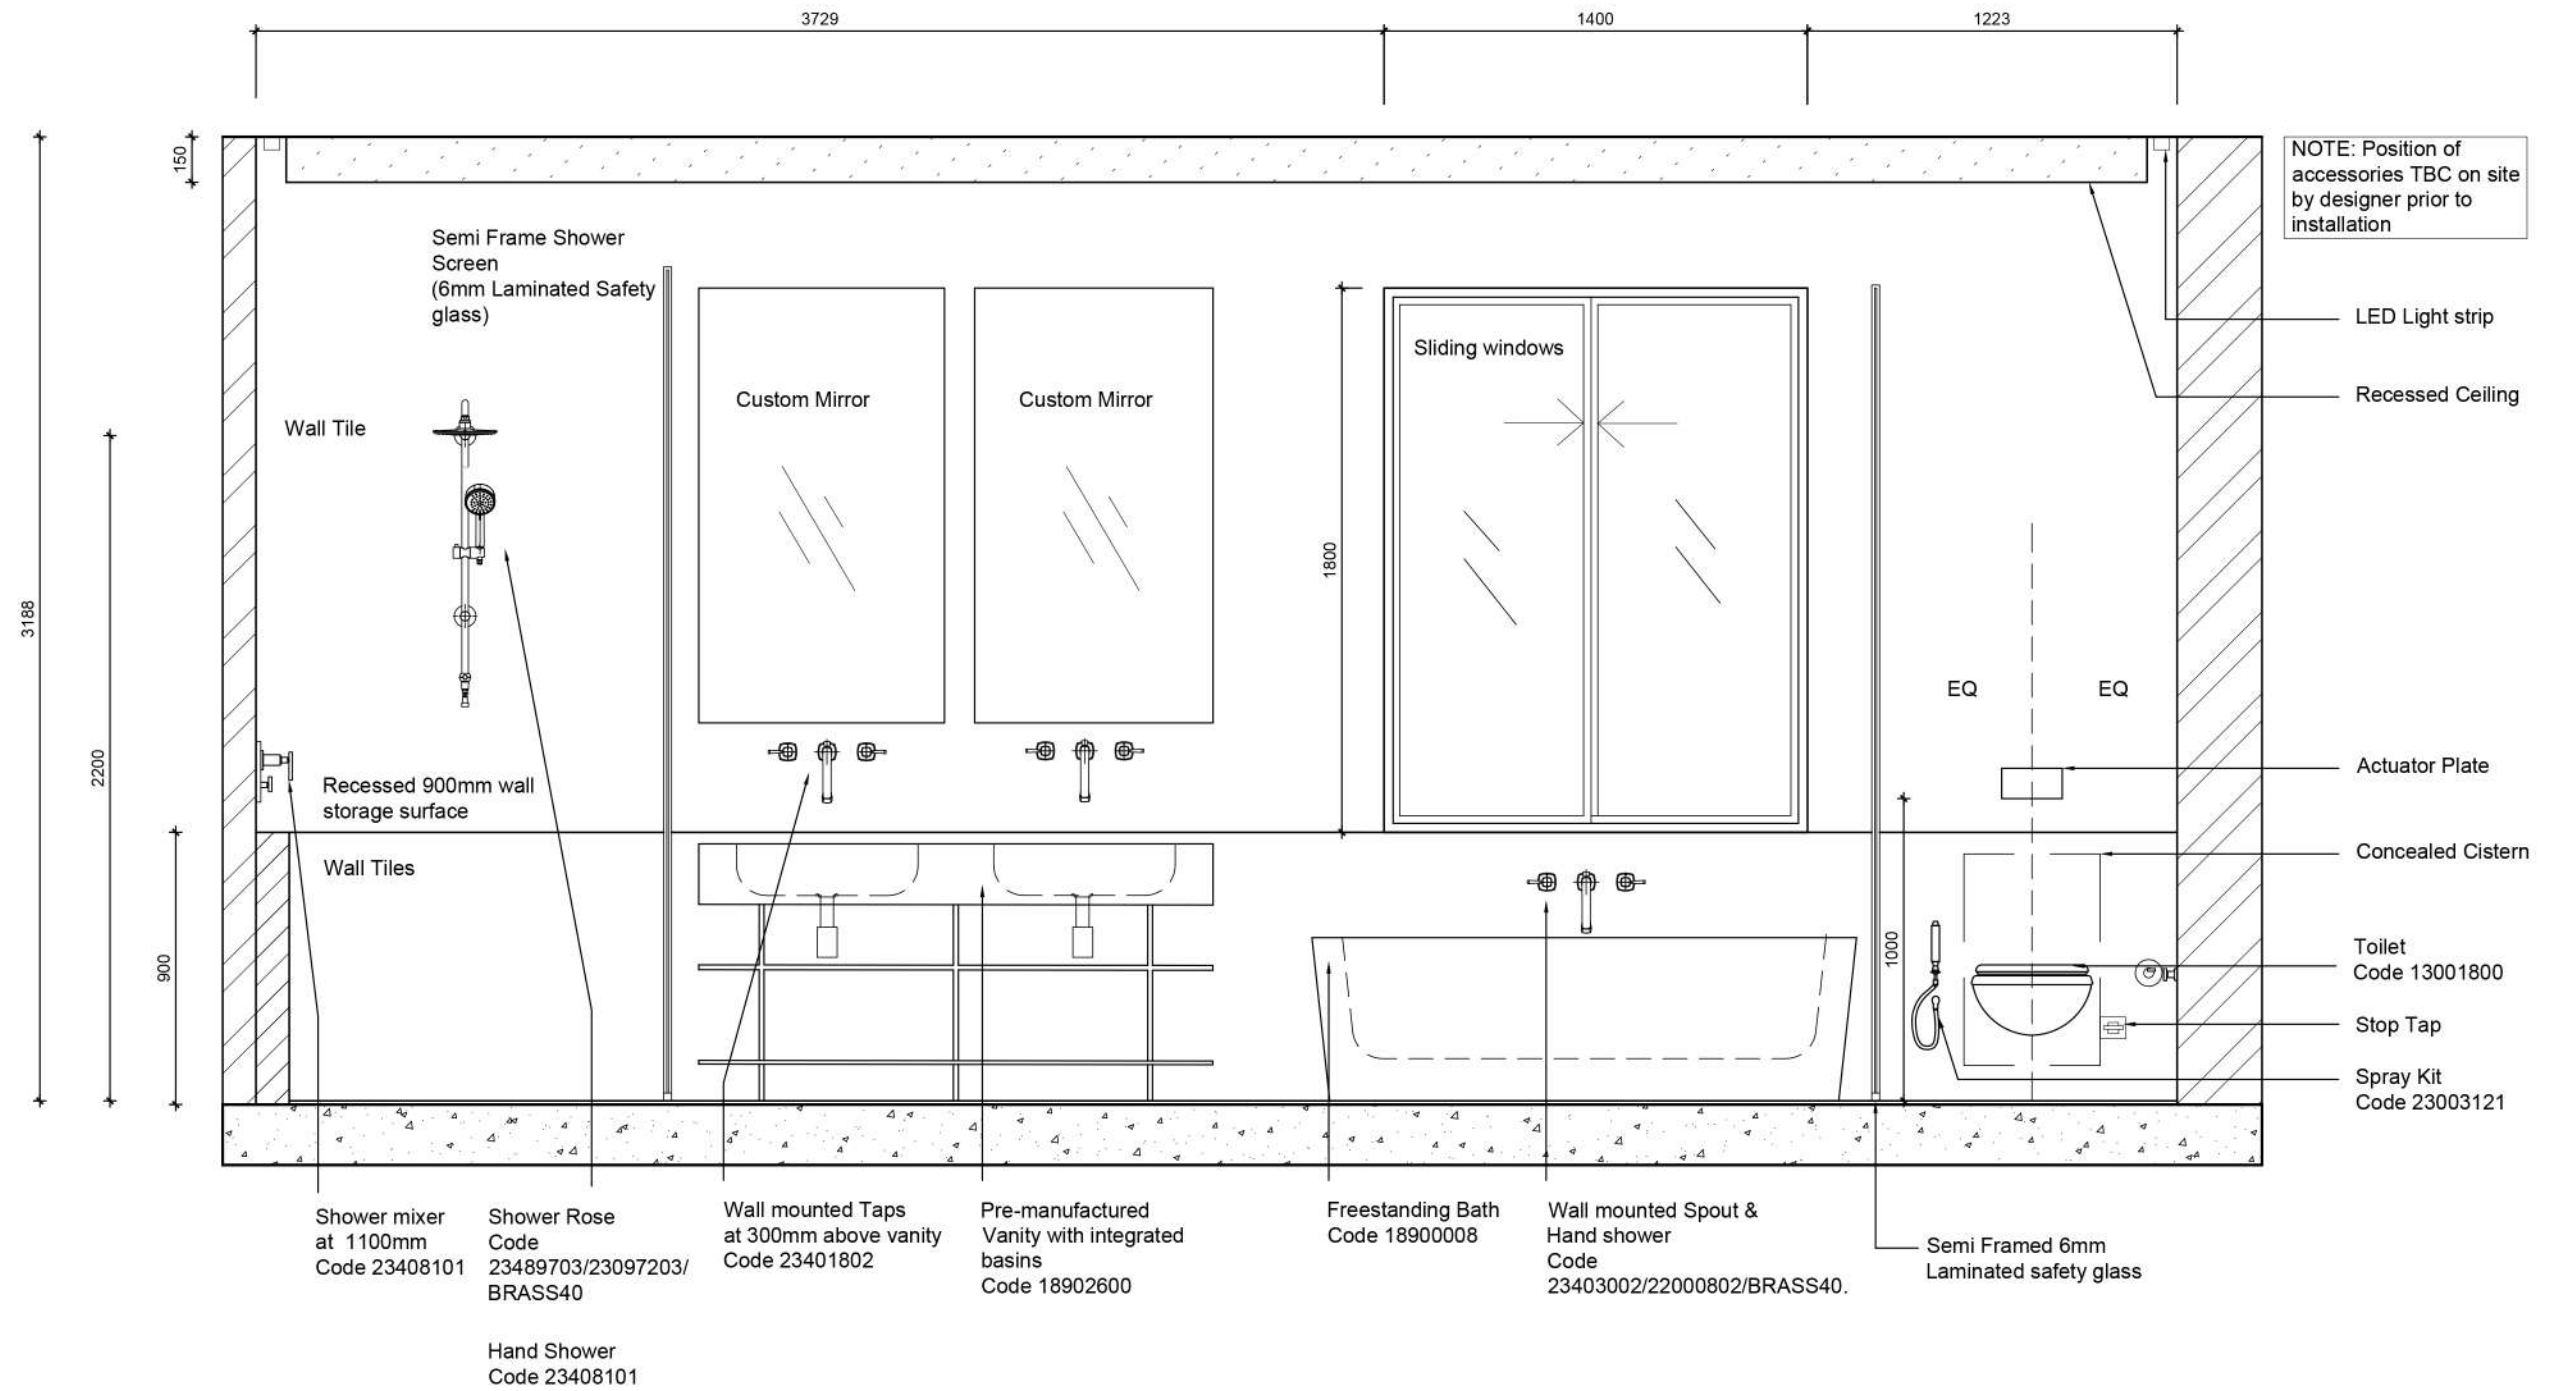 3729
1400
1223
150
3188
2200
900
1800
1000
NOTE: Position of
accessories TBC on site
by designer prior to
installation
Semi Frame Shower
Screen
(6mm Laminated Safety
glass)
LED Light strip
Sliding windows
Recessed Ceiling
Custom Mirror
Custom Mirror
Wall Tile
EQ
EQ
Actuator Plate
Recessed 900mm wall
storage surface
Concealed Cistern
Wall Tiles
Toilet
Code 13001800
Stop Tap
Spray Kit
Code 23003121
Shower mixer
at 1100mm
Code 23408101
Shower Rose
Code
23489703/23097203/
BRASS40
Hand Shower
Code 23408101
Wall mounted Taps
at 300mm above vanity
Code 23401802
Pre-manufactured
Vanity with integrated
basins
Code 18902600
Freestanding Bath
Code 18900008
Wall mounted Spout &
Hand shower
Code
23403002/22000802/BRASS40.
Semi Framed 6mm
Laminated safety glass